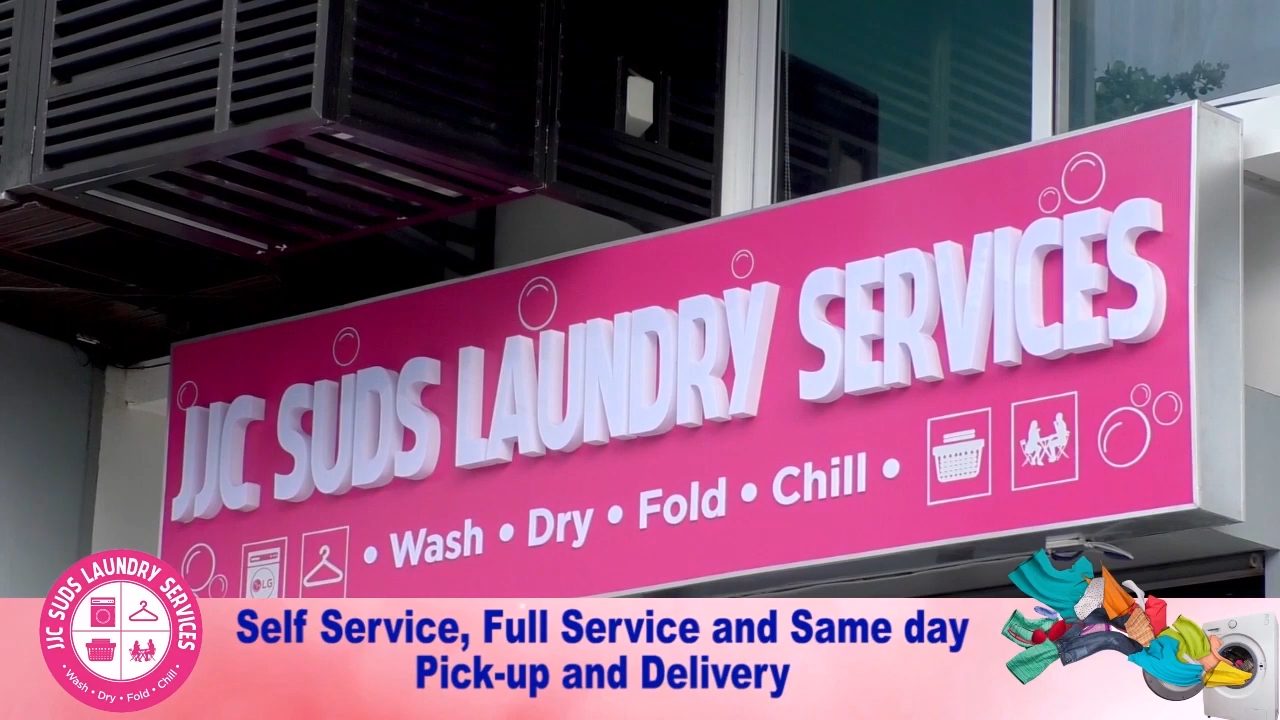 JJC SUDS LAUNDRY SERVICES
• Wash • Dry • Fold • Chill •
LG
JJC SUDS LAUNDRY SERVICES
• Wash • Dry • Fold • Chill •
Self Service, Full Service and Same day
Pick-up and Delivery